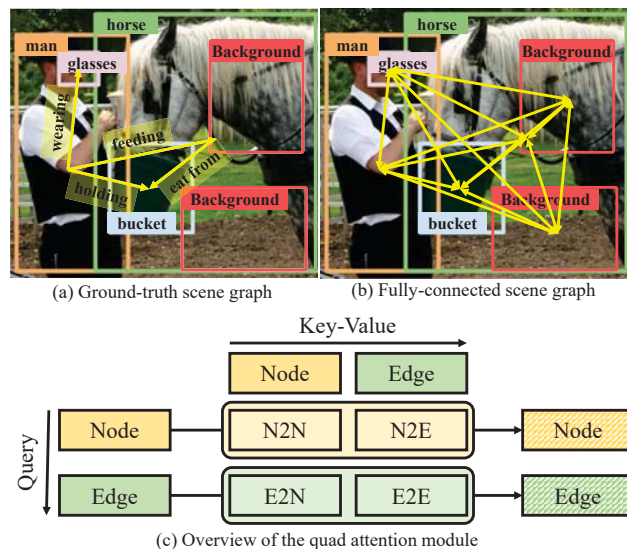 horse
man
Background
glasses
wearing
feeding
holding
eat from
Background
bucket
(a) Ground-truth scene graph
horse
man
Background
glasses
Background
bucket
(b) Fully-connected scene graph
Key-Value
Node Edge
Query
Node N2N N2E Node
Edge E2N E2E Edge
(c) Overview of the quad attention module